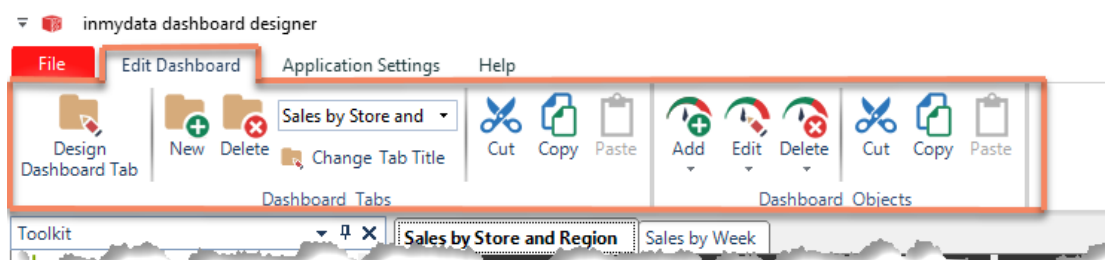 inmydata dashboard designer
File Edit Dashboard Application Settings Help
Sales by Store and
Design Dashboard Tab
New Delete
Change Tab Title
Cut Copy Paste
Add Edit Delete
Cut Copy Paste
Dashboard Tabs
Dashboard Objects
Toolkit
Sales by Store and Region
Sales by Week